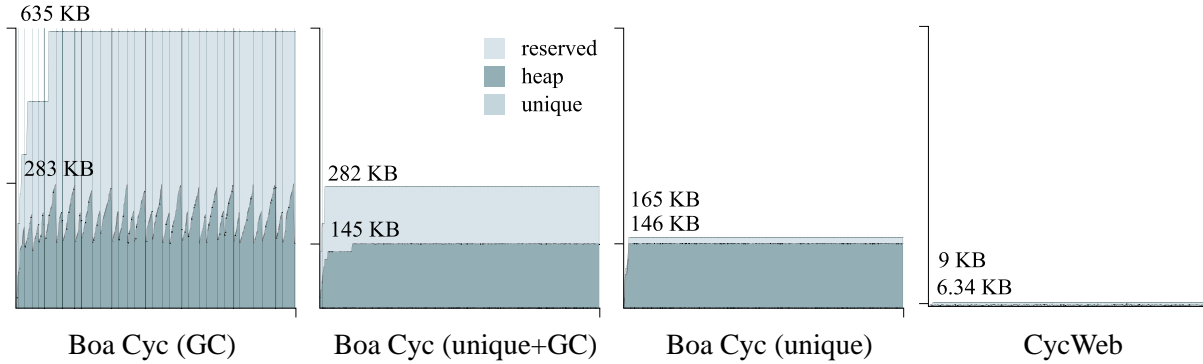 635 KB
283 KB
Boa Cyc (GC)
reserved
heap
unique
282 KB
145 KB
Boa Cyc (unique+GC)
165 KB
146 KB
Boa Cyc (unique)
9 KB
6.34 KB
CycWeb